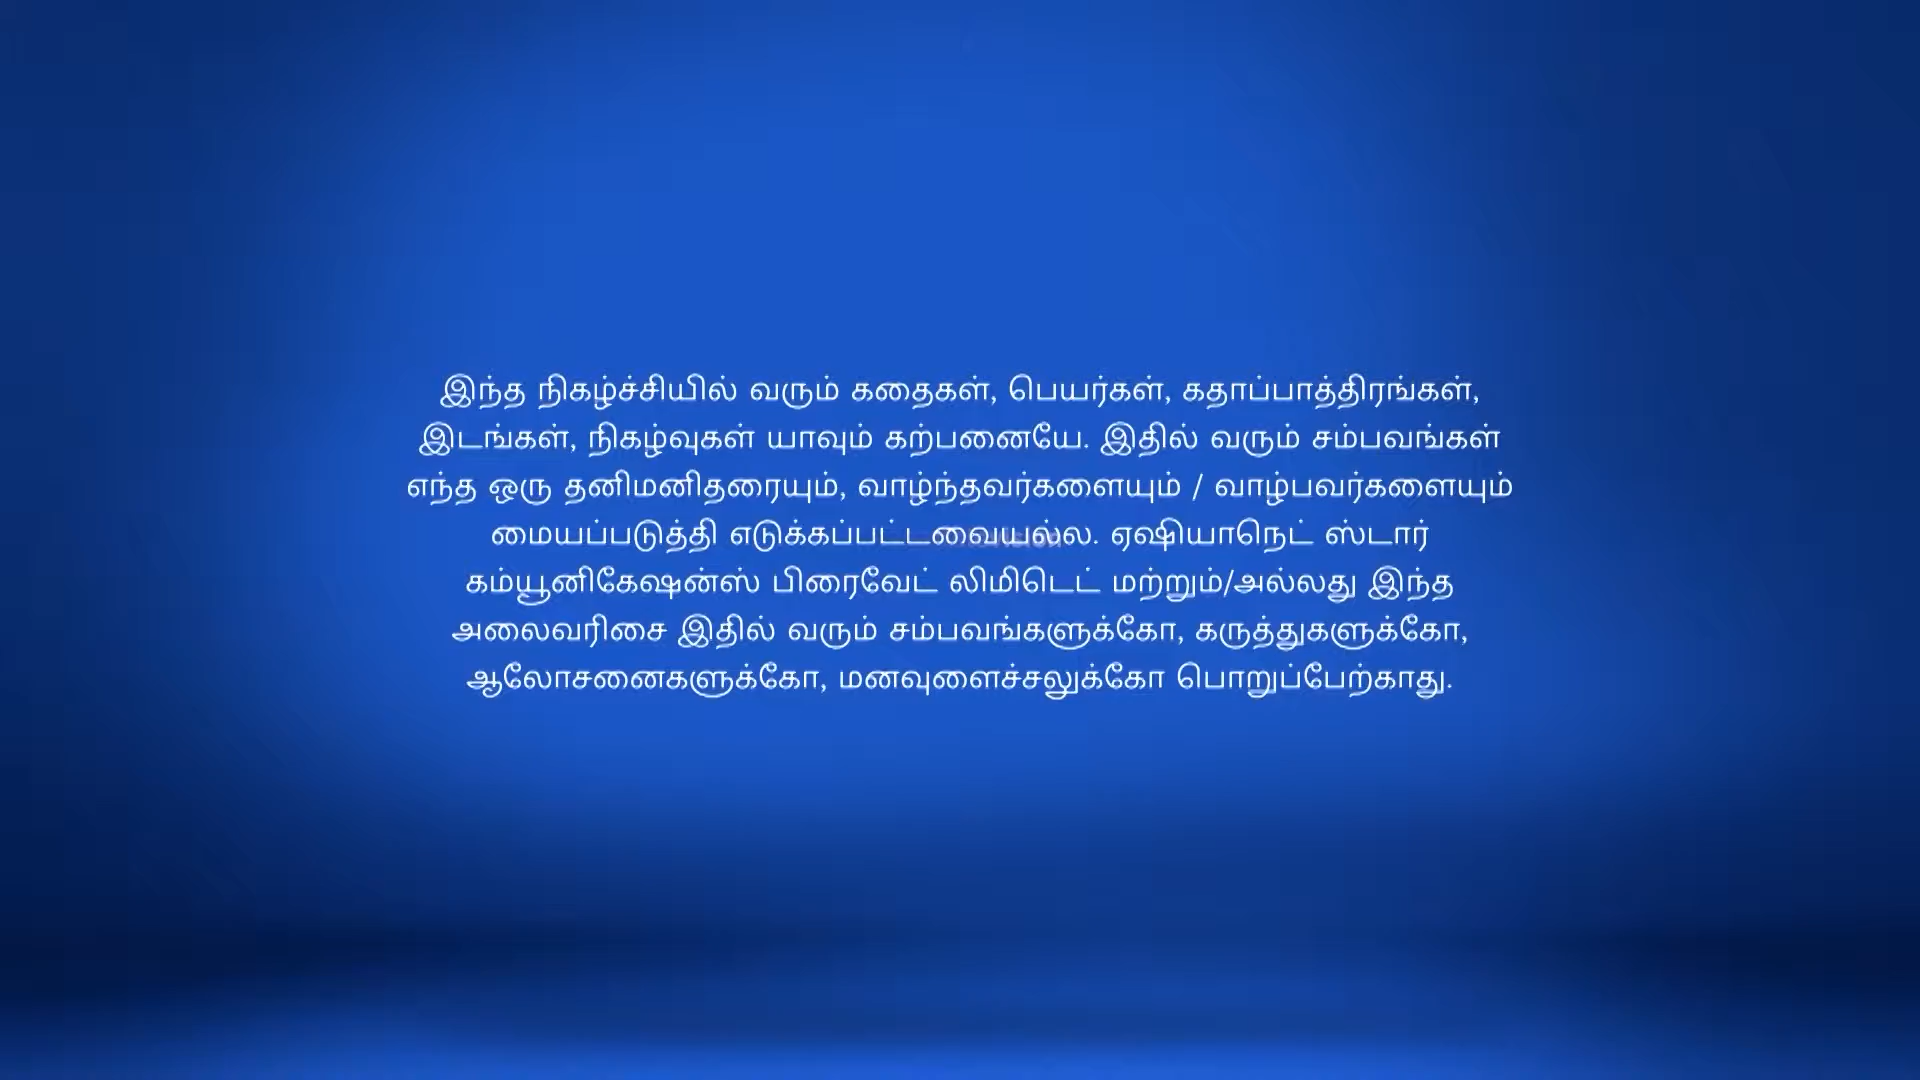 இந்த நிகழ்ச்சியில் வரும் கதைகள், பெயர்கள், கதாப்பாத்திரங்கள்,
இடங்கள், நிகழ்வுகள் யாவும் கற்பனையே. இதில் வரும் சம்பவங்கள்
எந்த ஒரு தனிமனிதரையும், வாழ்ந்தவர்களையும் / வாழ்பவர்களையும்
மையப்படுத்தி எடுக்கப்பட்டவையல்ல. ஏஷியாநெட் ஸ்டார்
கம்யூனிகேஷன்ஸ் பிரைவேட் லிமிடெட் மற்றும்/அல்லது இந்த
அலைவரிசை இதில் வரும் சம்பவங்களுக்கோ, கருத்துகளுக்கோ,
ஆலோசனைகளுக்கோ, மனவுளைச்சலுக்கோ பொறுப்பேற்காது.